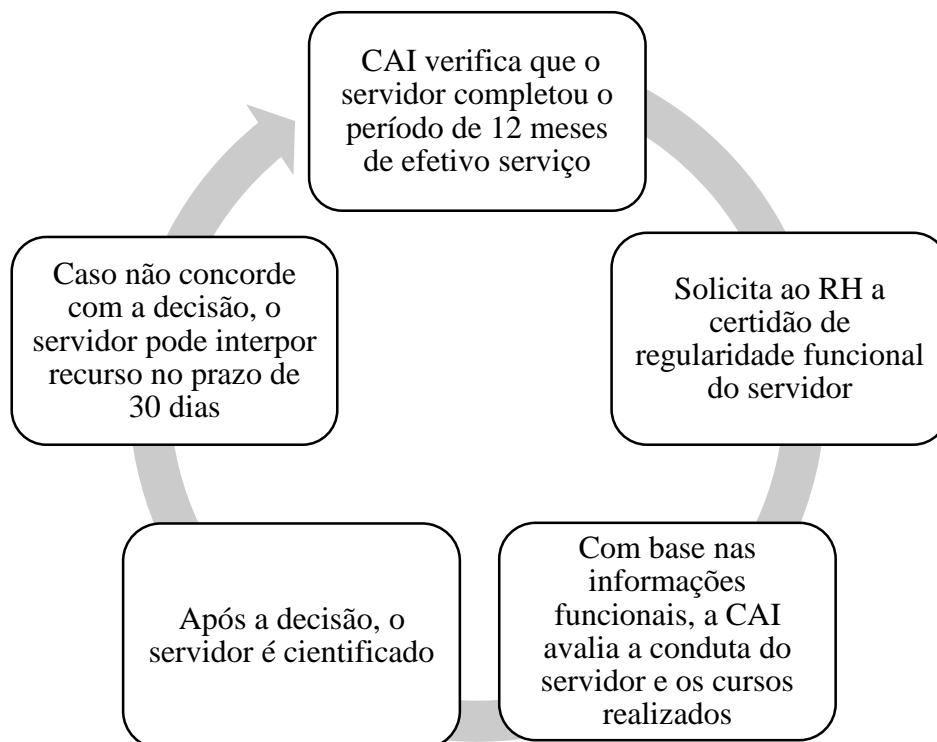 CAI verifica que o
servidor completou o
período de 12 meses
de efetivo serviço
Solicita ao RH a
certidão de
regularidade funcional
do servidor
Com base nas
informações
funcionais, a CAI
avalia a conduta do
servidor e os cursos
realizados
Após a decisão, o
servidor é cientificado
Caso não concorde
com a decisão, o
servidor pode interpor
recurso no prazo de
30 dias